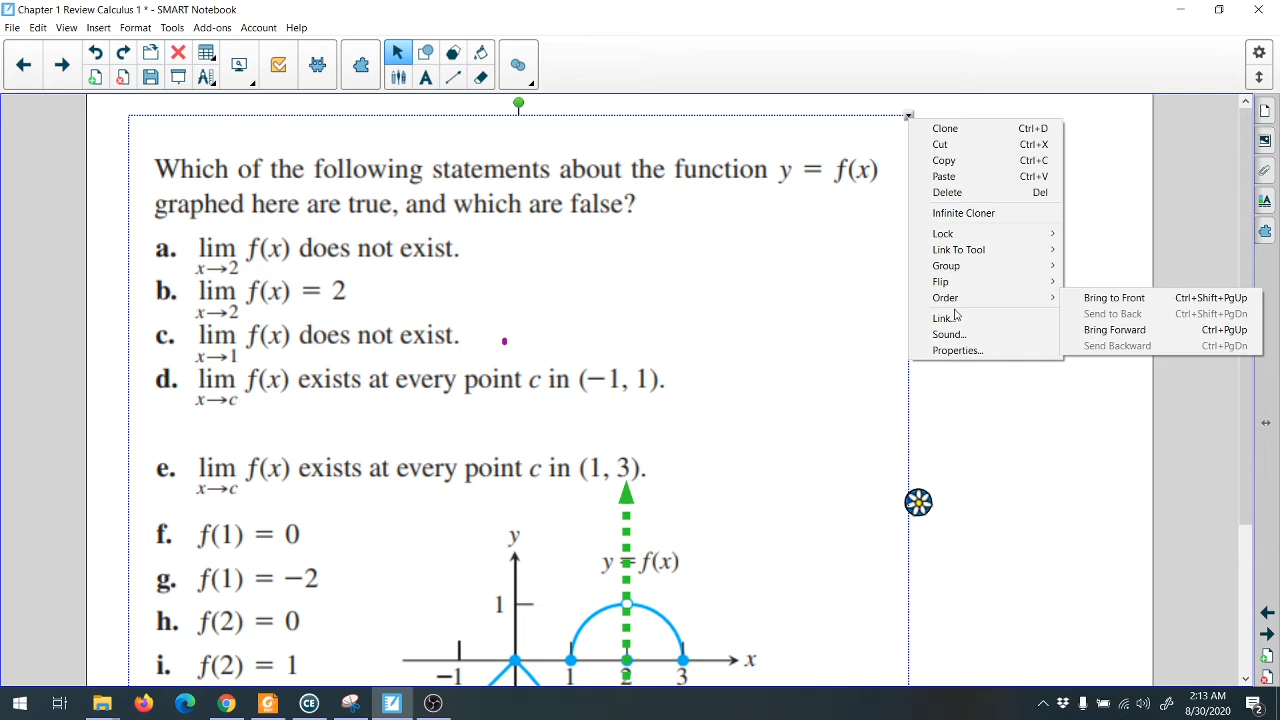 Chapter 1 Review Calculus 1 * - SMART Notebook
File Edit View Insert Format Tools Add-ons Account Help
Which of the following statements about the function y = f(x)
graphed here are true, and which are false?
a. lim x→2 f(x) does not exist.
b. lim x→2 f(x) = 2
c. lim x→1 f(x) does not exist.
d. lim x→c f(x) exists at every point c in (−1, 1).
e. lim x→c f(x) exists at every point c in (1, 3).
f. f(1) = 0
g. f(1) = −2
h. f(2) = 0
i. f(2) = 1
y
y = f(x)
1
x
−1 1 2 3
Clone Ctrl+D
Cut Ctrl+X
Copy Ctrl+C
Paste Ctrl+V
Delete Del
Infinite Cloner
Lock
Link To Tool
Group
Flip
Order
Link...
Sound...
Properties...
Bring to Front Ctrl+Shift+PgUp
Send to Back Ctrl+Shift+PgDn
Bring Forward Ctrl+PgUp
Send Backward Ctrl+PgDn
CE
2:13 AM
8/30/2020
2